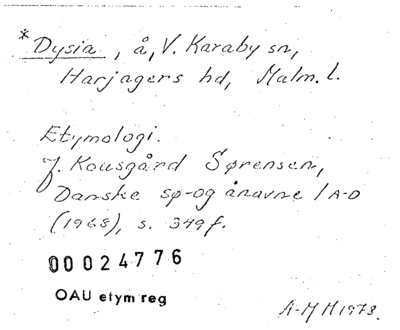 * Dysia, å, V. Karaby sn,
Harjagers hd, Malm. l.
Etymologi.
J. Kousgård Sørensen,
Danske sø- og ånavne 1 A-D
(1968), s. 349 f.
00024776
OAU etym reg
A-M H 1973.